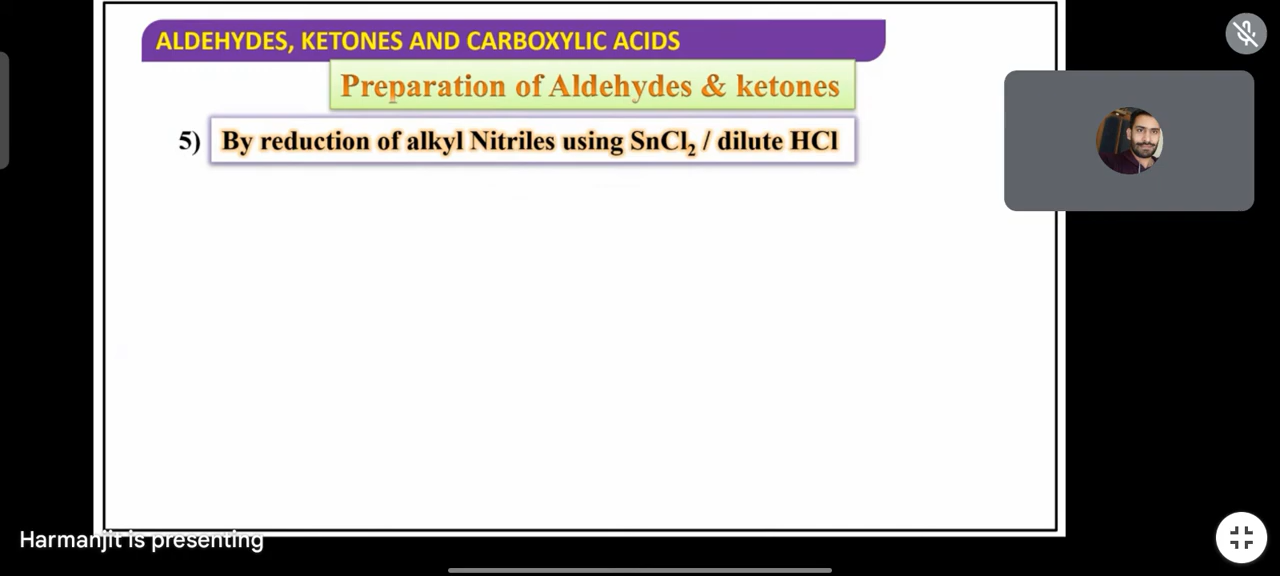 ALDEHYDES, KETONES AND CARBOXYLIC ACIDS
Preparation of Aldehydes & ketones
5) By reduction of alkyl Nitriles using SnCl₂ / dilute HCl
Harmanjit is presenting